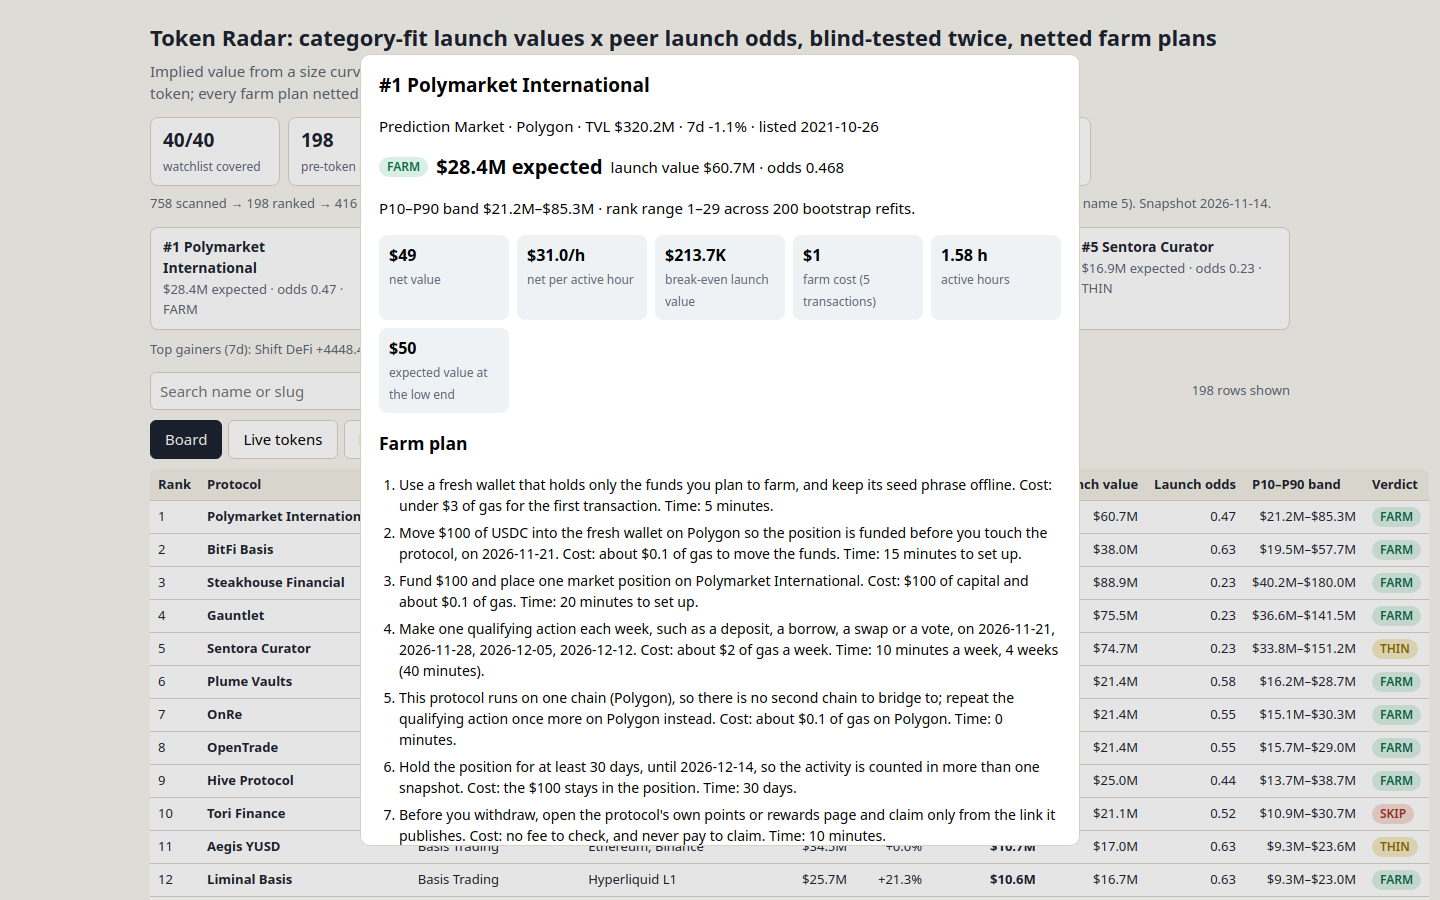 Token Radar: category-fit launch values x peer launch odds, blind-tested twice, netted farm plans
Implied value from a size curv
token; every farm plan netted
40/40
watchlist covered
198
pre-token
758 scanned → 198 ranked → 416
name 5). Snapshot 2026-11-14.
#1 Polymarket
International
$28.4M expected · odds 0.47 ·
FARM
#5 Sentora Curator
$16.9M expected · odds 0.23 ·
THIN
Top gainers (7d): Shift DeFi +4448.4
Search name or slug
198 rows shown
Board
Live tokens
#1 Polymarket International
Prediction Market · Polygon · TVL $320.2M · 7d -1.1% · listed 2021-10-26
FARM $28.4M expected launch value $60.7M · odds 0.468
P10–P90 band $21.2M–$85.3M · rank range 1–29 across 200 bootstrap refits.
$49
net value
$31.0/h
net per active hour
$213.7K
break-even launch
value
$1
farm cost (5
transactions)
1.58 h
active hours
$50
expected value at
the low end
Farm plan
1. Use a fresh wallet that holds only the funds you plan to farm, and keep its seed phrase offline. Cost:
under $3 of gas for the first transaction. Time: 5 minutes.
2. Move $100 of USDC into the fresh wallet on Polygon so the position is funded before you touch the
protocol, on 2026-11-21. Cost: about $0.1 of gas to move the funds. Time: 15 minutes to set up.
3. Fund $100 and place one market position on Polymarket International. Cost: $100 of capital and
about $0.1 of gas. Time: 20 minutes to set up.
4. Make one qualifying action each week, such as a deposit, a borrow, a swap or a vote, on 2026-11-21,
2026-11-28, 2026-12-05, 2026-12-12. Cost: about $2 of gas a week. Time: 10 minutes a week, 4 weeks
(40 minutes).
5. This protocol runs on one chain (Polygon), so there is no second chain to bridge to; repeat the
qualifying action once more on Polygon instead. Cost: about $0.1 of gas on Polygon. Time: 0
minutes.
6. Hold the position for at least 30 days, until 2026-12-14, so the activity is counted in more than one
snapshot. Cost: the $100 stays in the position. Time: 30 days.
7. Before you withdraw, open the protocol's own points or rewards page and claim only from the link it
publishes. Cost: no fee to check, and never pay to claim. Time: 10 minutes.
Rank Protocol nch value Launch odds P10–P90 band Verdict
1 Polymarket Internation $60.7M 0.47 $21.2M–$85.3M FARM
2 BitFi Basis $38.0M 0.63 $19.5M–$57.7M FARM
3 Steakhouse Financial $88.9M 0.23 $40.2M–$180.0M FARM
4 Gauntlet $75.5M 0.23 $36.6M–$141.5M FARM
5 Sentora Curator $74.7M 0.23 $33.8M–$151.2M THIN
6 Plume Vaults $21.4M 0.58 $16.2M–$28.7M FARM
7 OnRe $21.4M 0.55 $15.1M–$30.3M FARM
8 OpenTrade $21.4M 0.55 $15.7M–$29.0M FARM
9 Hive Protocol $25.0M 0.44 $13.7M–$38.7M FARM
10 Tori Finance $21.1M 0.52 $10.9M–$30.7M SKIP
11 Aegis YUSD Basis Trading Ethereum, Binance $34.5M +0.0% $10.7M $17.0M 0.63 $9.3M–$23.6M THIN
12 Liminal Basis Basis Trading Hyperliquid L1 $25.7M +21.3% $10.6M $16.7M 0.63 $9.3M–$23.0M FARM